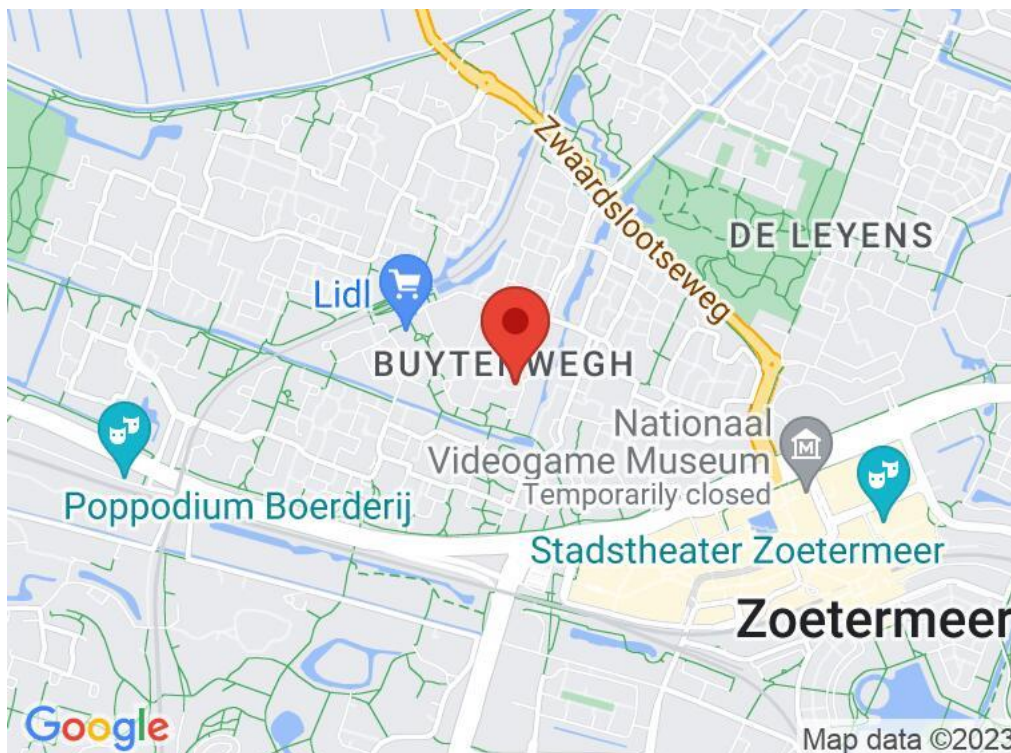 Zwaardslootseweg
DE LEYENS
Lidl
BUYTENWEGH
Nationaal
Videogame Museum
Temporarily closed
Poppodium Boerderij
Stadstheater Zoetermeer
Zoetermeer
Google
Map data ©2023